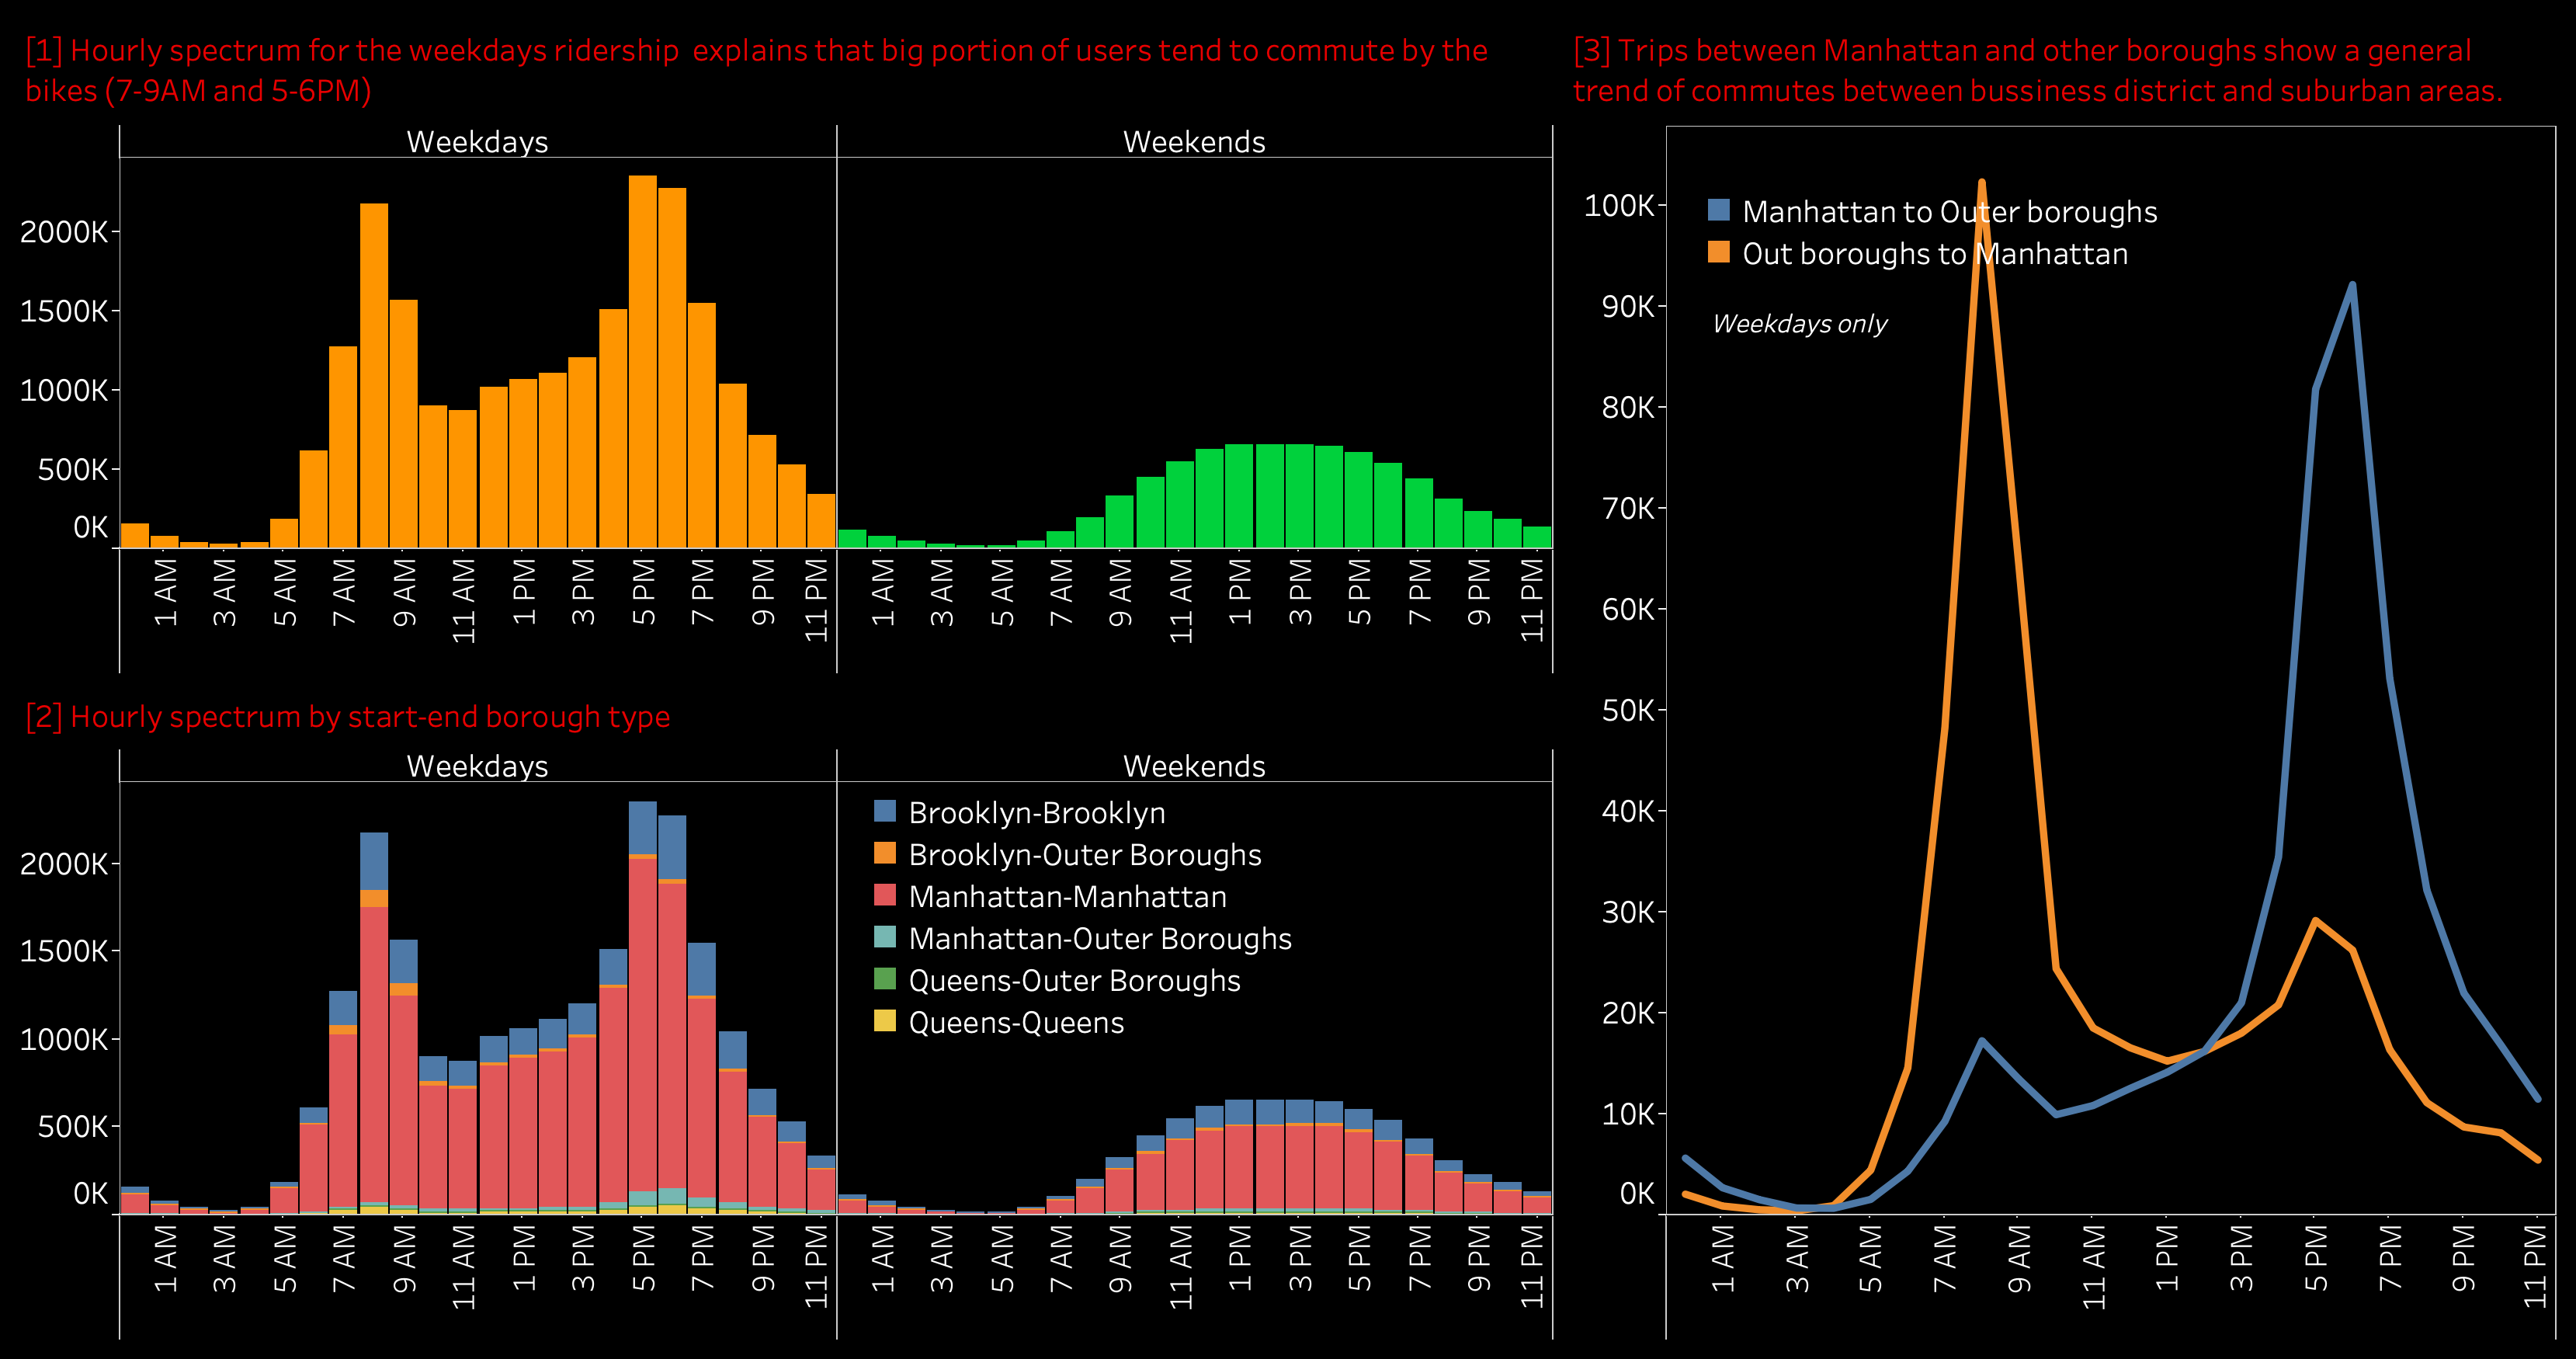 [1] Hourly spectrum for the weekdays ridership  explains that big portion of users tend to commute by the
bikes (7-9AM and 5-6PM)
Weekdays
Weekends
2000K
1500K
1000K
500K
0K
1 AM
3 AM
5 AM
7 AM
9 AM
11 AM
1 PM
3 PM
5 PM
7 PM
9 PM
11 PM
1 AM
3 AM
5 AM
7 AM
9 AM
11 AM
1 PM
3 PM
5 PM
7 PM
9 PM
11 PM
[2] Hourly spectrum by start-end borough type
Weekdays
Weekends
2000K
1500K
1000K
500K
0K
Brooklyn-Brooklyn
Brooklyn-Outer Boroughs
Manhattan-Manhattan
Manhattan-Outer Boroughs
Queens-Outer Boroughs
Queens-Queens
1 AM
3 AM
5 AM
7 AM
9 AM
11 AM
1 PM
3 PM
5 PM
7 PM
9 PM
11 PM
1 AM
3 AM
5 AM
7 AM
9 AM
11 AM
1 PM
3 PM
5 PM
7 PM
9 PM
11 PM
[3] Trips between Manhattan and other boroughs show a general
trend of commutes between bussiness district and suburban areas.
Manhattan to Outer boroughs
Out boroughs to Manhattan
Weekdays only
100K
90K
80K
70K
60K
50K
40K
30K
20K
10K
0K
1 AM
3 AM
5 AM
7 AM
9 AM
11 AM
1 PM
3 PM
5 PM
7 PM
9 PM
11 PM